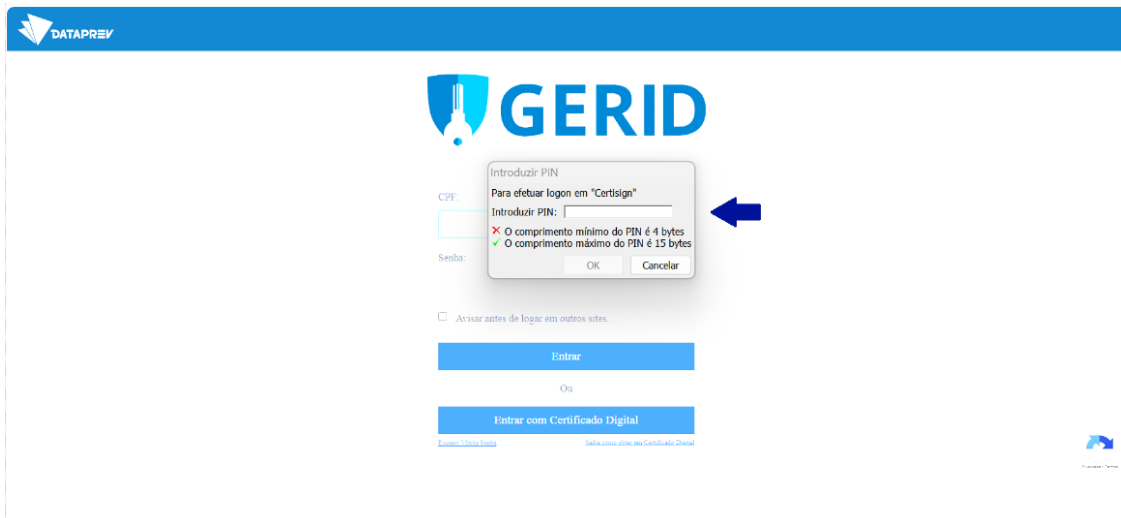 DATAPREV
GERID
Introduzir PIN
Para efetuar logon em "Certisign"
CPF:
Introduzir PIN:
O comprimento mínimo do PIN é 4 bytes
O comprimento máximo do PIN é 15 bytes
Senha:
OK Cancelar
Avisar antes de logar em outros sites.
Entrar
Ou
Entrar com Certificado Digital
Minha Senha Saiba como obter um Certificado Digital